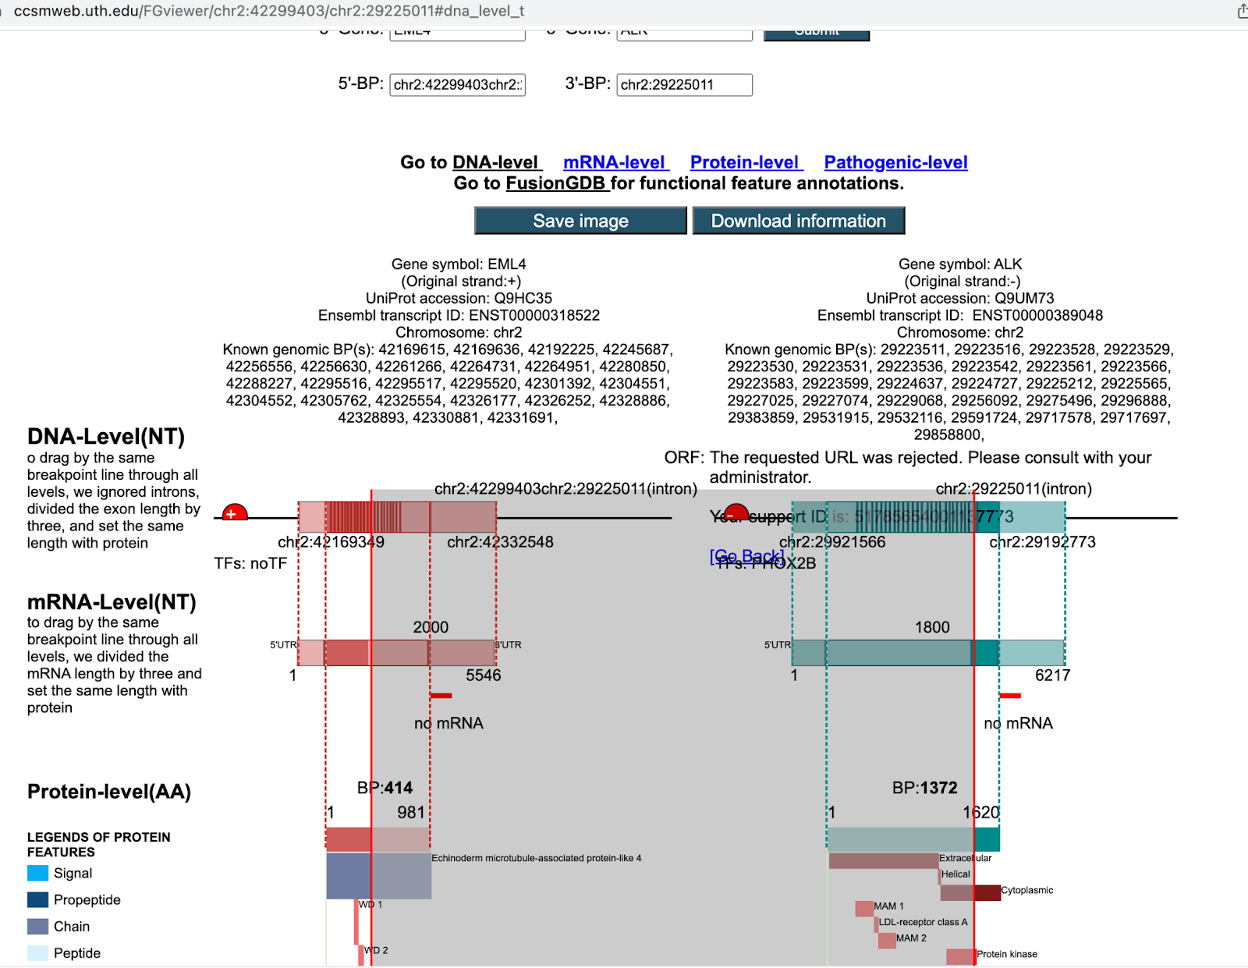 ccsmweb.uth.edu/FGviewer/chr2:42299403/chr2:29225011#dna_level_t
5'-Gene: EML4 3'-Gene: ALK Submit
5'-BP: chr2:42299403chr2: 3'-BP: chr2:29225011
Go to DNA-level mRNA-level Protein-level Pathogenic-level
Go to FusionGDB for functional feature annotations.
Save image Download information
Gene symbol: EML4
(Original strand:+)
UniProt accession: Q9HC35
Ensembl transcript ID: ENST00000318522
Chromosome: chr2
Known genomic BP(s): 42169615, 42169636, 42192225, 42245687,
42256556, 42256630, 42261266, 42264731, 42264951, 42280850,
42288227, 42295516, 42295517, 42295520, 42301392, 42304551,
42304552, 42305762, 42325554, 42326177, 42326252, 42328886,
42328893, 42330881, 42331691,
Gene symbol: ALK
(Original strand:-)
UniProt accession: Q9UM73
Ensembl transcript ID: ENST00000389048
Chromosome: chr2
Known genomic BP(s): 29223511, 29223516, 29223528, 29223529,
29223530, 29223531, 29223536, 29223542, 29223561, 29223566,
29223583, 29223599, 29224637, 29224727, 29225212, 29225565,
29227025, 29227074, 29229068, 29256092, 29275496, 29296888,
29383859, 29531915, 29532116, 29591724, 29717578, 29717697,
29858800,
DNA-Level(NT)
o drag by the same
breakpoint line through all
levels, we ignored introns,
divided the exon length by
three, and set the same
length with protein
ORF: The requested URL was rejected. Please consult with your
administrator.
chr2:42299403chr2:29225011(intron)
chr2:29225011(intron)
+
-
Your support ID is: 51785654001137773
chr2:42169349 chr2:42332548
chr2:29921566 chr2:29192773
[Go Back]
TFs: noTF
TFs: PHOX2B
mRNA-Level(NT)
to drag by the same
breakpoint line through all
levels, we divided the
mRNA length by three and
set the same length with
protein
2000
5'UTR 3'UTR
1 5546
no mRNA
1800
5'UTR
1 6217
no mRNA
Protein-level(AA)
BP:414
1 981
BP:1372
1 1620
LEGENDS OF PROTEIN
FEATURES
Signal
Propeptide
Chain
Peptide
Echinoderm microtubule-associated protein-like 4
WD 1
WD 2
Extracellular
Helical
Cytoplasmic
MAM 1
LDL-receptor class A
MAM 2
Protein kinase